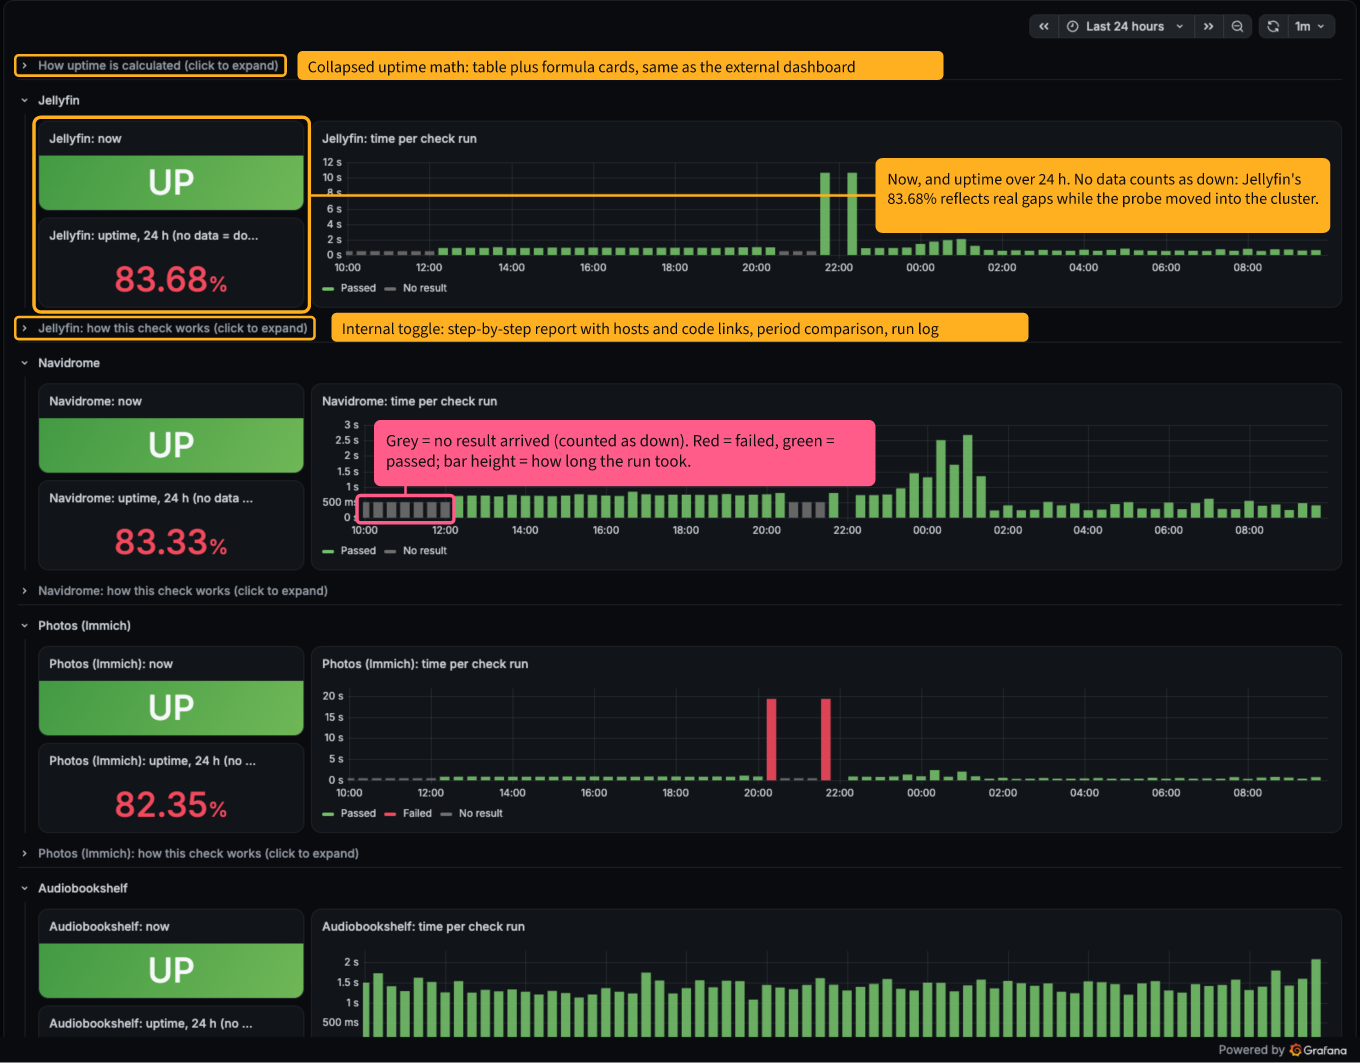 Last 24 hours
1m
How uptime is calculated (click to expand)
Collapsed uptime math: table plus formula cards, same as the external dashboard
Jellyfin
Jellyfin: now
UP
Jellyfin: uptime, 24 h (no data = do...
83.68%
Jellyfin: time per check run
12 s
10 s
8 s
6 s
4 s
2 s
0 s
10:00 12:00 14:00 16:00 18:00 20:00 22:00 00:00 02:00 04:00 06:00 08:00
Passed No result
Now, and uptime over 24 h. No data counts as down: Jellyfin's
83.68% reflects real gaps while the probe moved into the cluster.
Jellyfin: how this check works (click to expand)
Internal toggle: step-by-step report with hosts and code links, period comparison, run log
Navidrome
Navidrome: now
UP
Navidrome: uptime, 24 h (no data ...
83.33%
Navidrome: time per check run
3 s
2.5 s
2 s
1.5 s
1 s
500 ms
0 s
Grey = no result arrived (counted as down). Red = failed, green =
passed; bar height = how long the run took.
10:00 12:00 14:00 16:00 18:00 20:00 22:00 00:00 02:00 04:00 06:00 08:00
Passed No result
Navidrome: how this check works (click to expand)
Photos (Immich)
Photos (Immich): now
UP
Photos (Immich): uptime, 24 h (no ...
82.35%
Photos (Immich): time per check run
20 s
15 s
10 s
5 s
0 s
10:00 12:00 14:00 16:00 18:00 20:00 22:00 00:00 02:00 04:00 06:00 08:00
Passed Failed No result
Photos (Immich): how this check works (click to expand)
Audiobookshelf
Audiobookshelf: now
UP
Audiobookshelf: uptime, 24 h (no ...
Audiobookshelf: time per check run
2 s
1.5 s
1 s
500 ms
Powered by Grafana